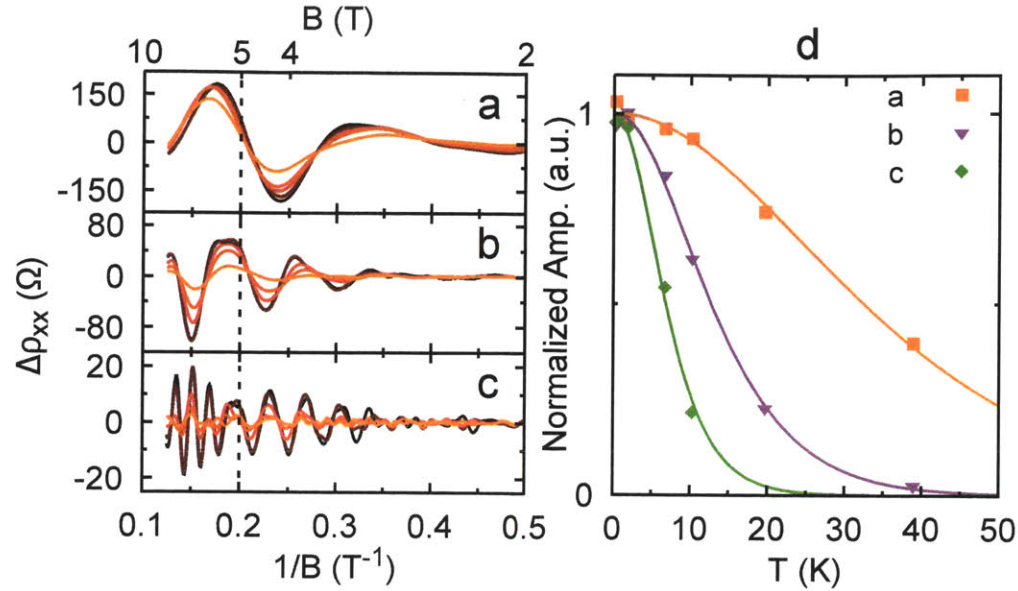 B (T)
10 5 4 2
150
0
-150
a
80
0
-80
b
20
0
-20
c
Δρxx (Ω)
0.1 0.2 0.3 0.4 0.5
1/B (T⁻¹)
d
a
b
c
1
0
Normalized Amp. (a.u.)
0 10 20 30 40 50
T (K)